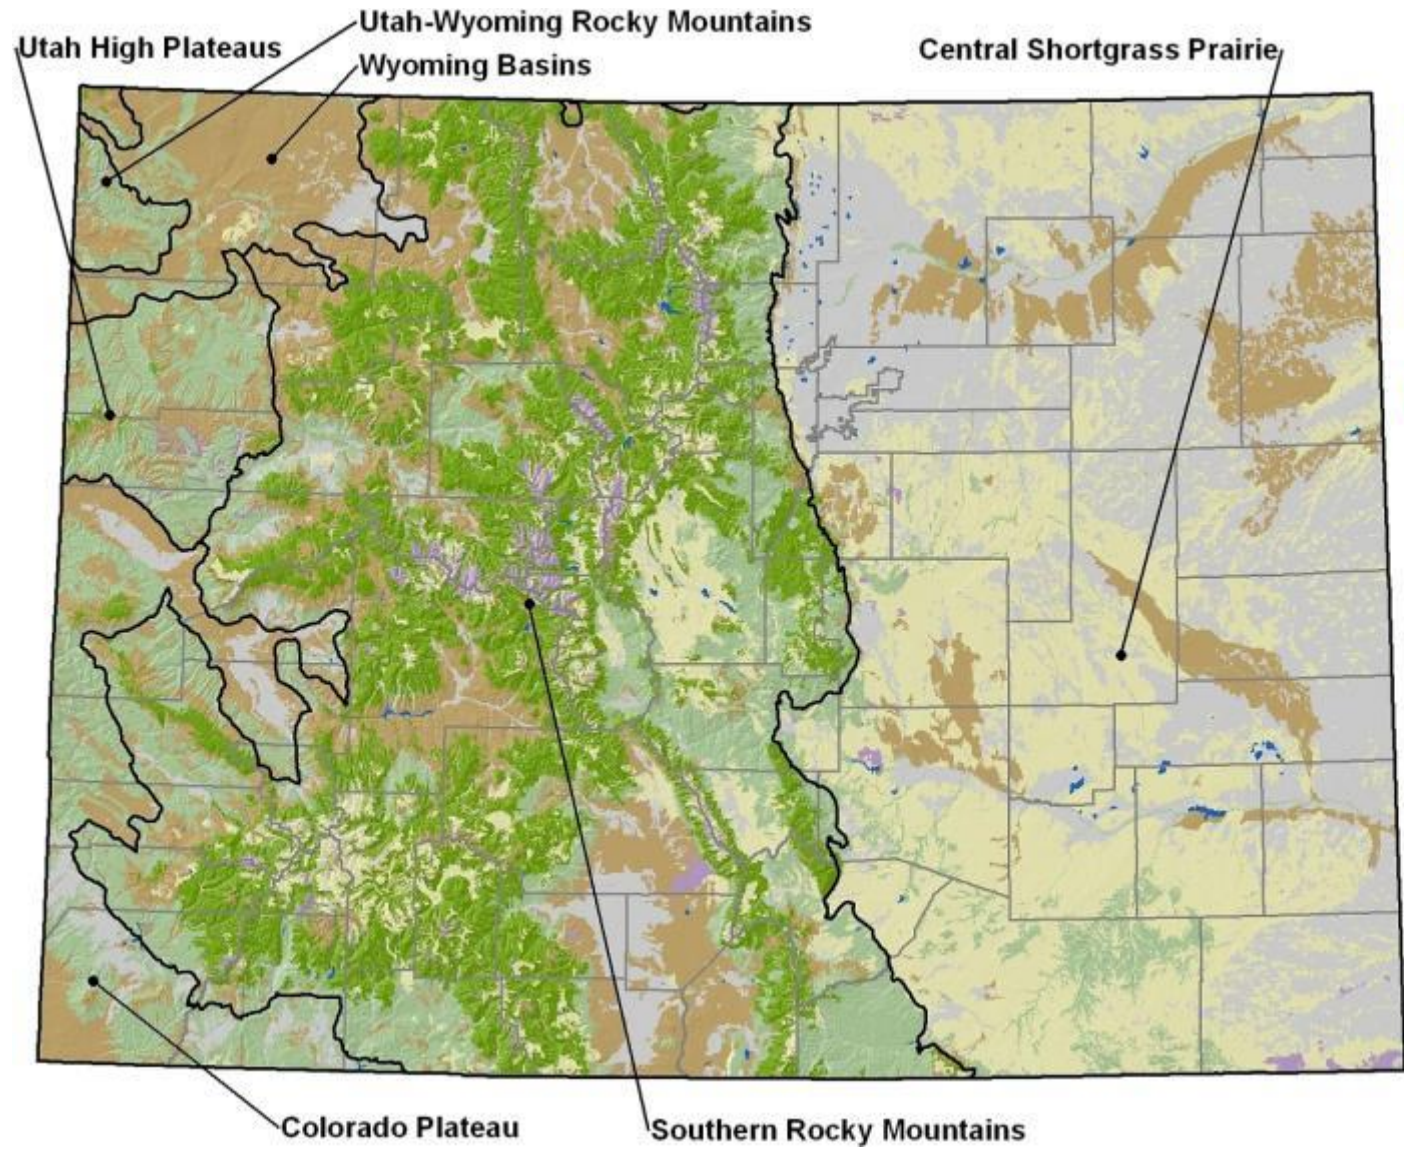 Utah-Wyoming Rocky Mountains
Utah High Plateaus
Central Shortgrass Prairie
Wyoming Basins
Colorado Plateau
Southern Rocky Mountains